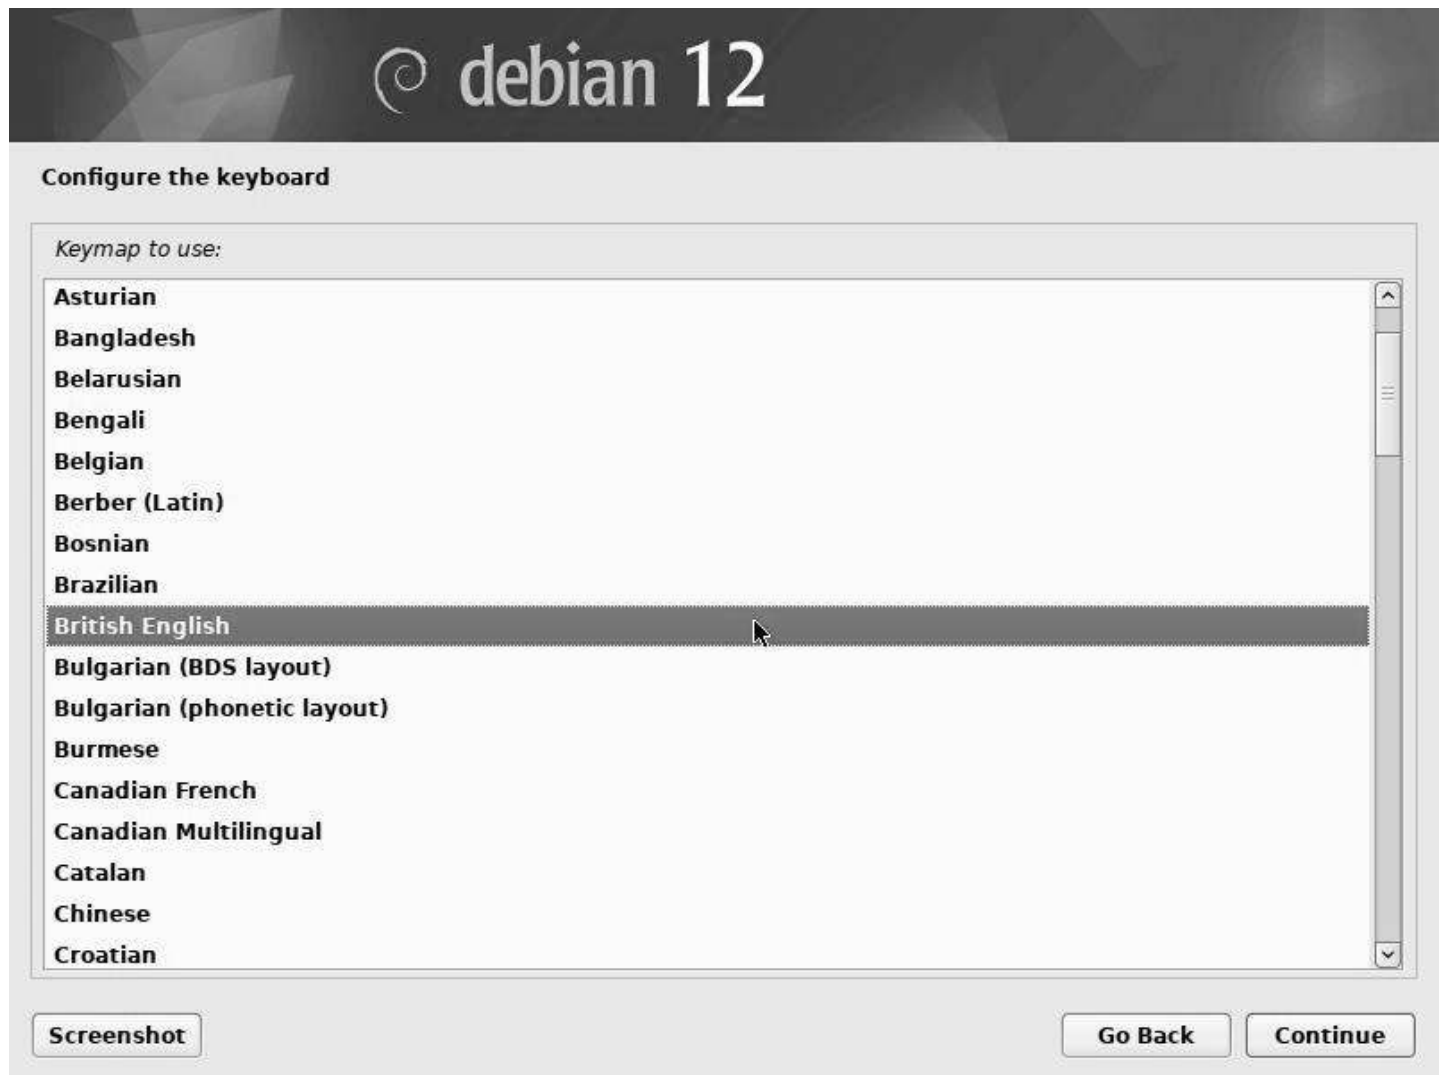 debian 12
Configure the keyboard
Keymap to use:
Asturian
Bangladesh
Belarusian
Bengali
Belgian
Berber (Latin)
Bosnian
Brazilian
British English
Bulgarian (BDS layout)
Bulgarian (phonetic layout)
Burmese
Canadian French
Canadian Multilingual
Catalan
Chinese
Croatian
Screenshot
Go Back
Continue